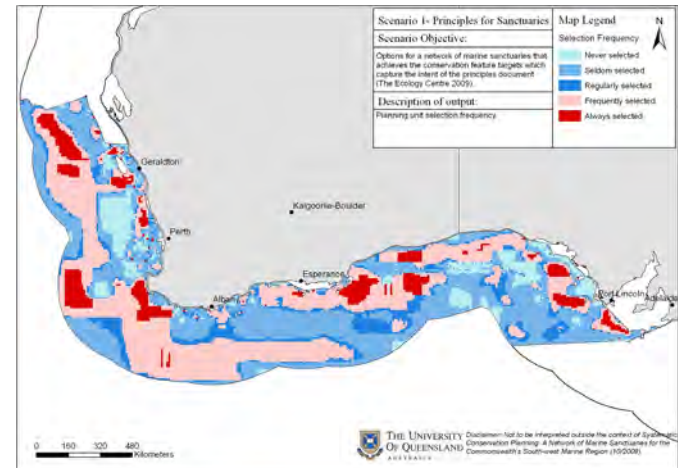 Scenario 1- Principles for Sanctuaries
Scenario Objective:
Options for a network of marine sanctuaries that
achieves the conservation feature targets which
capture the intent of the principles document
(The Ecology Centre 2009).
Description of output:
Planning unit selection frequency.
Map Legend
N
Selection Frequency
Never selected
Seldom selected
Regularly selected
Frequently selected
Always selected
Geraldton
Kalgoorlie-Boulder
Perth
Esperance
Albany
Port Lincoln
Adelaide
0 160 320 480
Kilometers
THE UNIVERSITY
OF QUEENSLAND
AUSTRALIA
Disclaimer: Not to be interpreted outside the context of Systematic
Conservation Planning: A Network of Marine Sanctuaries for the
Commonwealth's South-west Marine Region (10/2009).